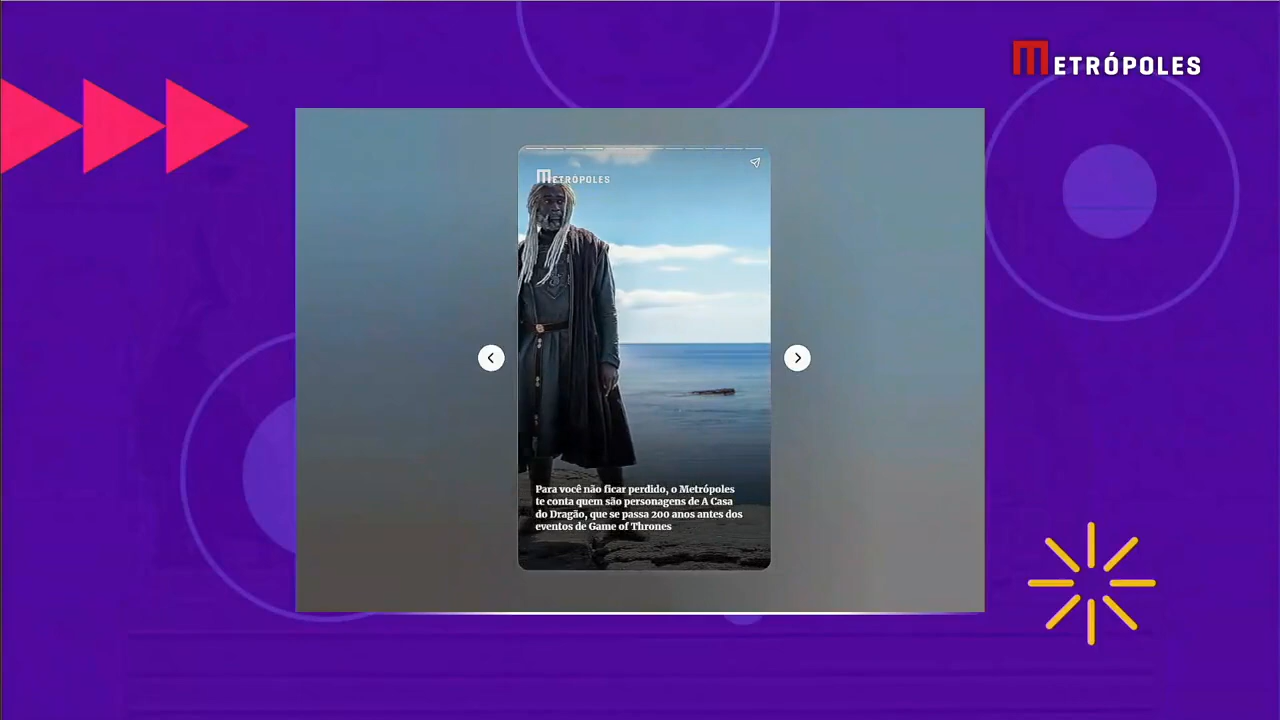 METRÓPOLES
METRÓPOLES
Para você não ficar perdido, o Metrópoles
te conta quem são personagens de A Casa
do Dragão, que se passa 200 anos antes dos
eventos de Game of Thrones